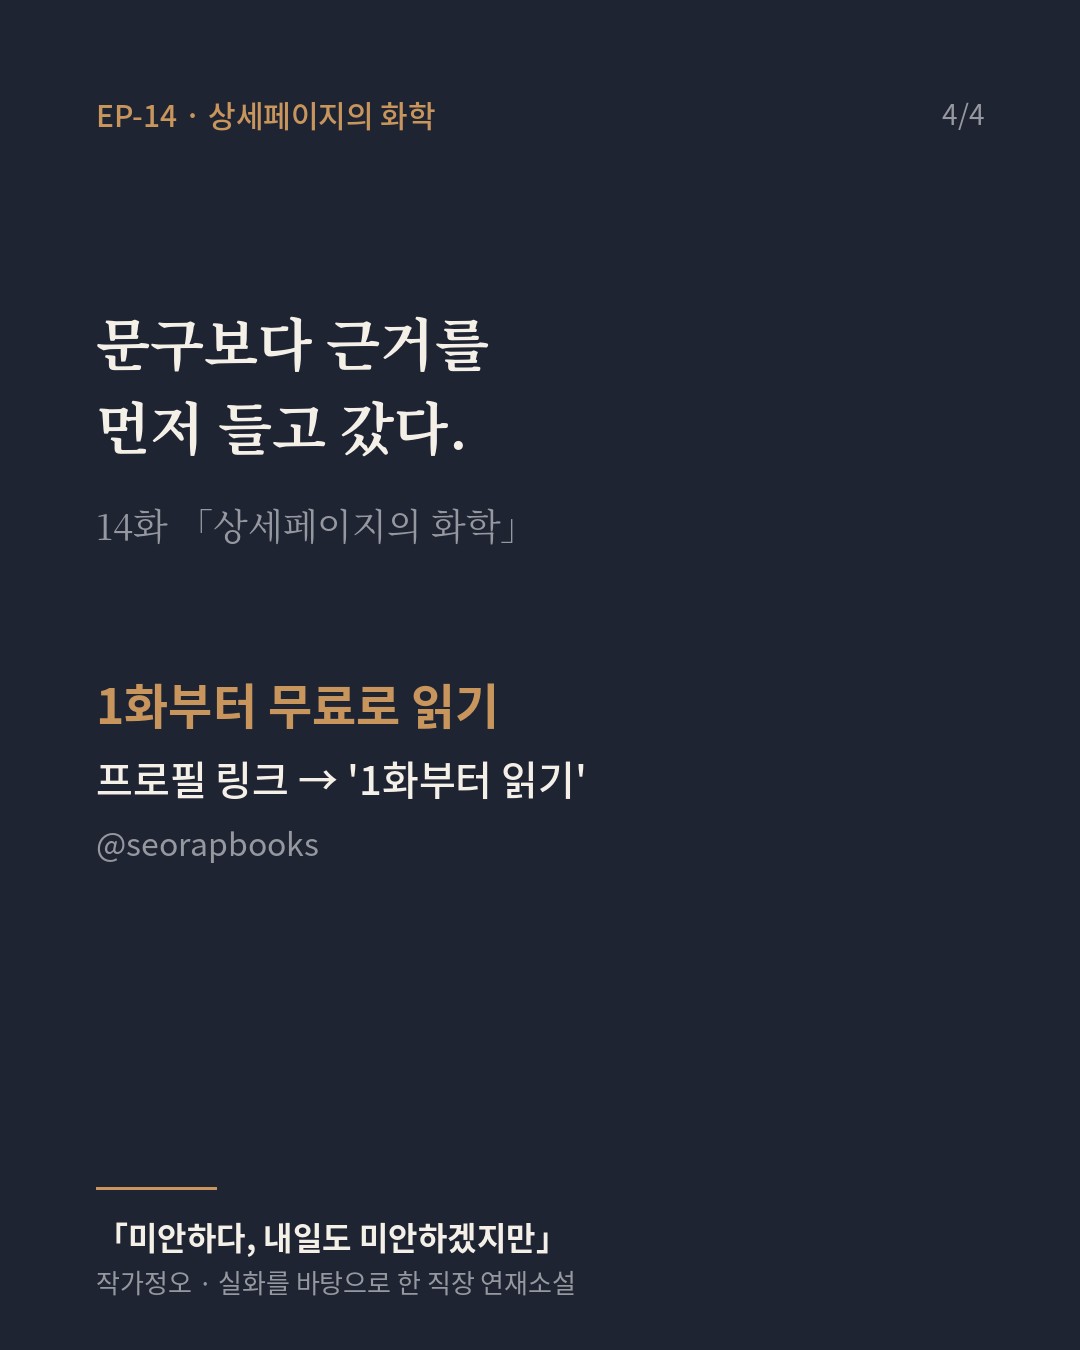 EP-14 · 상세페이지의 화학
4/4
문구보다 근거를
먼저 들고 갔다.
14화 「상세페이지의 화학」
1화부터 무료로 읽기
프로필 링크 → '1화부터 읽기'
@seorapbooks
「미안하다, 내일도 미안하겠지만」
작가정오 · 실화를 바탕으로 한 직장 연재소설